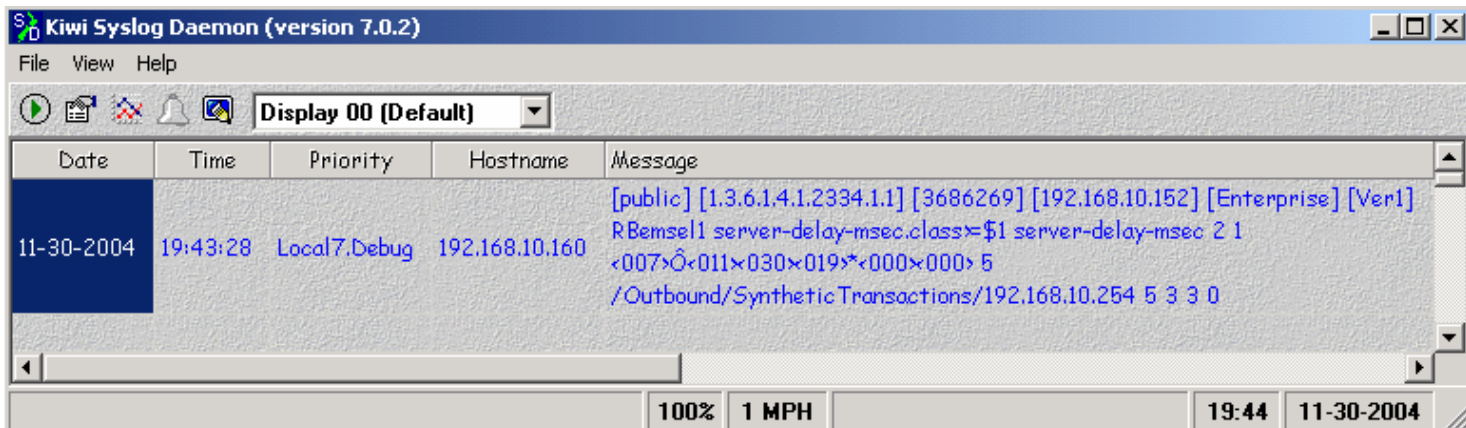 Kiwi Syslog Daemon (version 7.0.2)
File View Help
Display 00 (Default)
Date Time Priority Hostname Message
11-30-2004 19:43:28 Local7.Debug 192.168.10.160
[public] [1.3.6.1.4.1.2334.1.1] [3686269] [192.168.10.152] [Enterprise] [Ver1]
RBemsel1 server-delay-msec.class>=$1 server-delay-msec 2 1
<007>Ô<011><030><019>*<000><000> 5
/Outbound/SyntheticTransactions/192.168.10.254 5 3 3 0
100% 1 MPH 19:44 11-30-2004